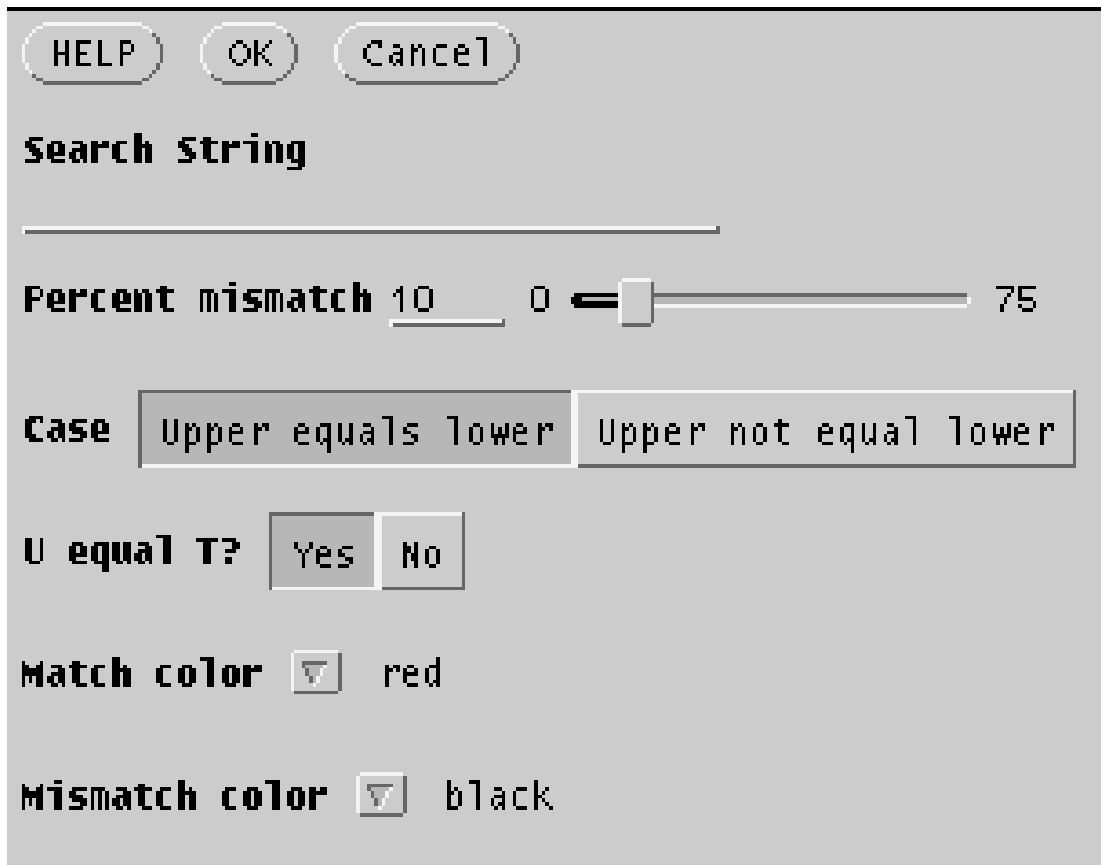 HELP OK Cancel
Search String
Percent mismatch 10 0 75
Case Upper equals lower Upper not equal lower
U equal T? Yes No
Match color red
Mismatch color black